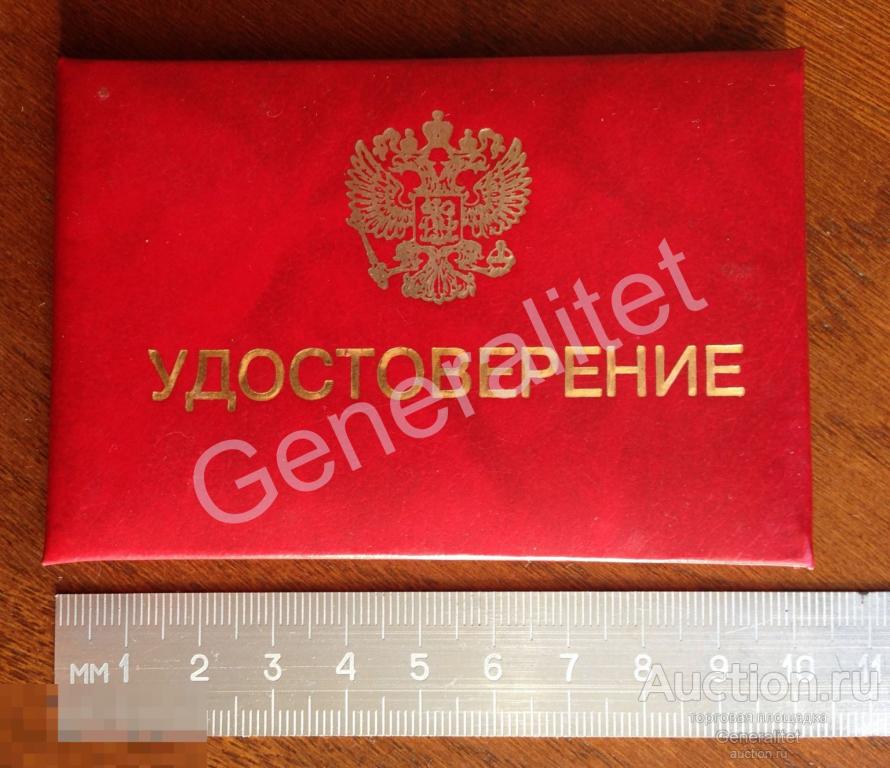 УДОСТОВЕРЕНИЕ
Generalitet
мм 1 2 3 4 5 6 7 8 9 10 11
Auction.ru
торговая площадка
Generalitet
auction.ru